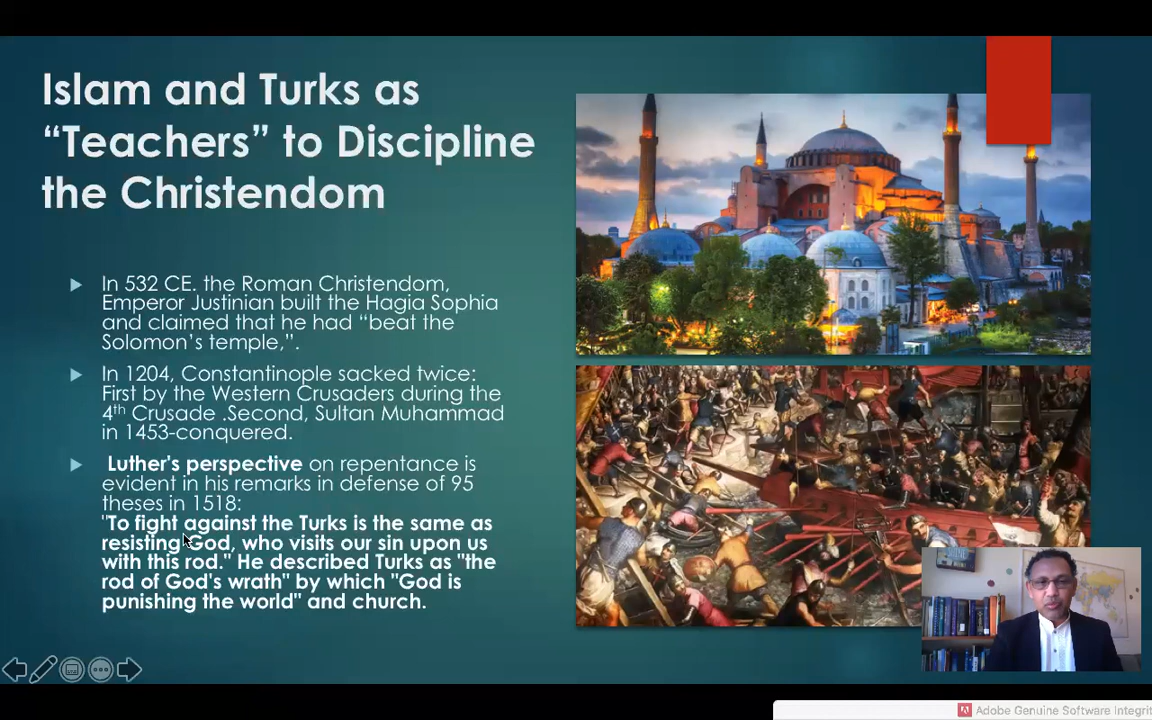 Islam and Turks as
“Teachers” to Discipline
the Christendom
In 532 CE. the Roman Christendom,
Emperor Justinian built the Hagia Sophia
and claimed that he had “beat the
Solomon’s temple,”.
In 1204, Constantinople sacked twice:
First by the Western Crusaders during the
4th Crusade .Second, Sultan Muhammad
in 1453-conquered.
Luther's perspective on repentance is
evident in his remarks in defense of 95
theses in 1518:
"To fight against the Turks is the same as
resisting God, who visits our sin upon us
with this rod." He described Turks as "the
rod of God's wrath" by which "God is
punishing the world" and church.
Adobe Genuine Software Integrit